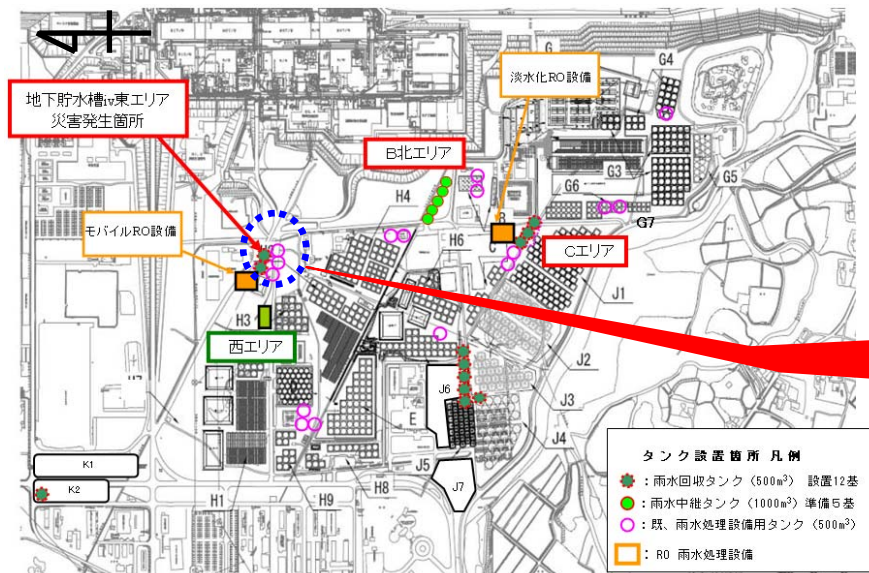 地下貯水槽iv東エリア
災害発生箇所
淡水化RO設備
G
G4
B北エリア
H4
G3
G5
G6
G7
モバイルRO設備
H6
Cエリア
J1
H3
西エリア
J2
J6
J3
E
J4
K1
K2
J5
J7
H1
H9
H8
タンク設置箇所 凡例
：雨水回収タンク（500m³） 設置12基
：雨水中継タンク（1000m³）準備５基
：既、雨水処理設備用タンク（500m³）
：RO 雨水処理設備